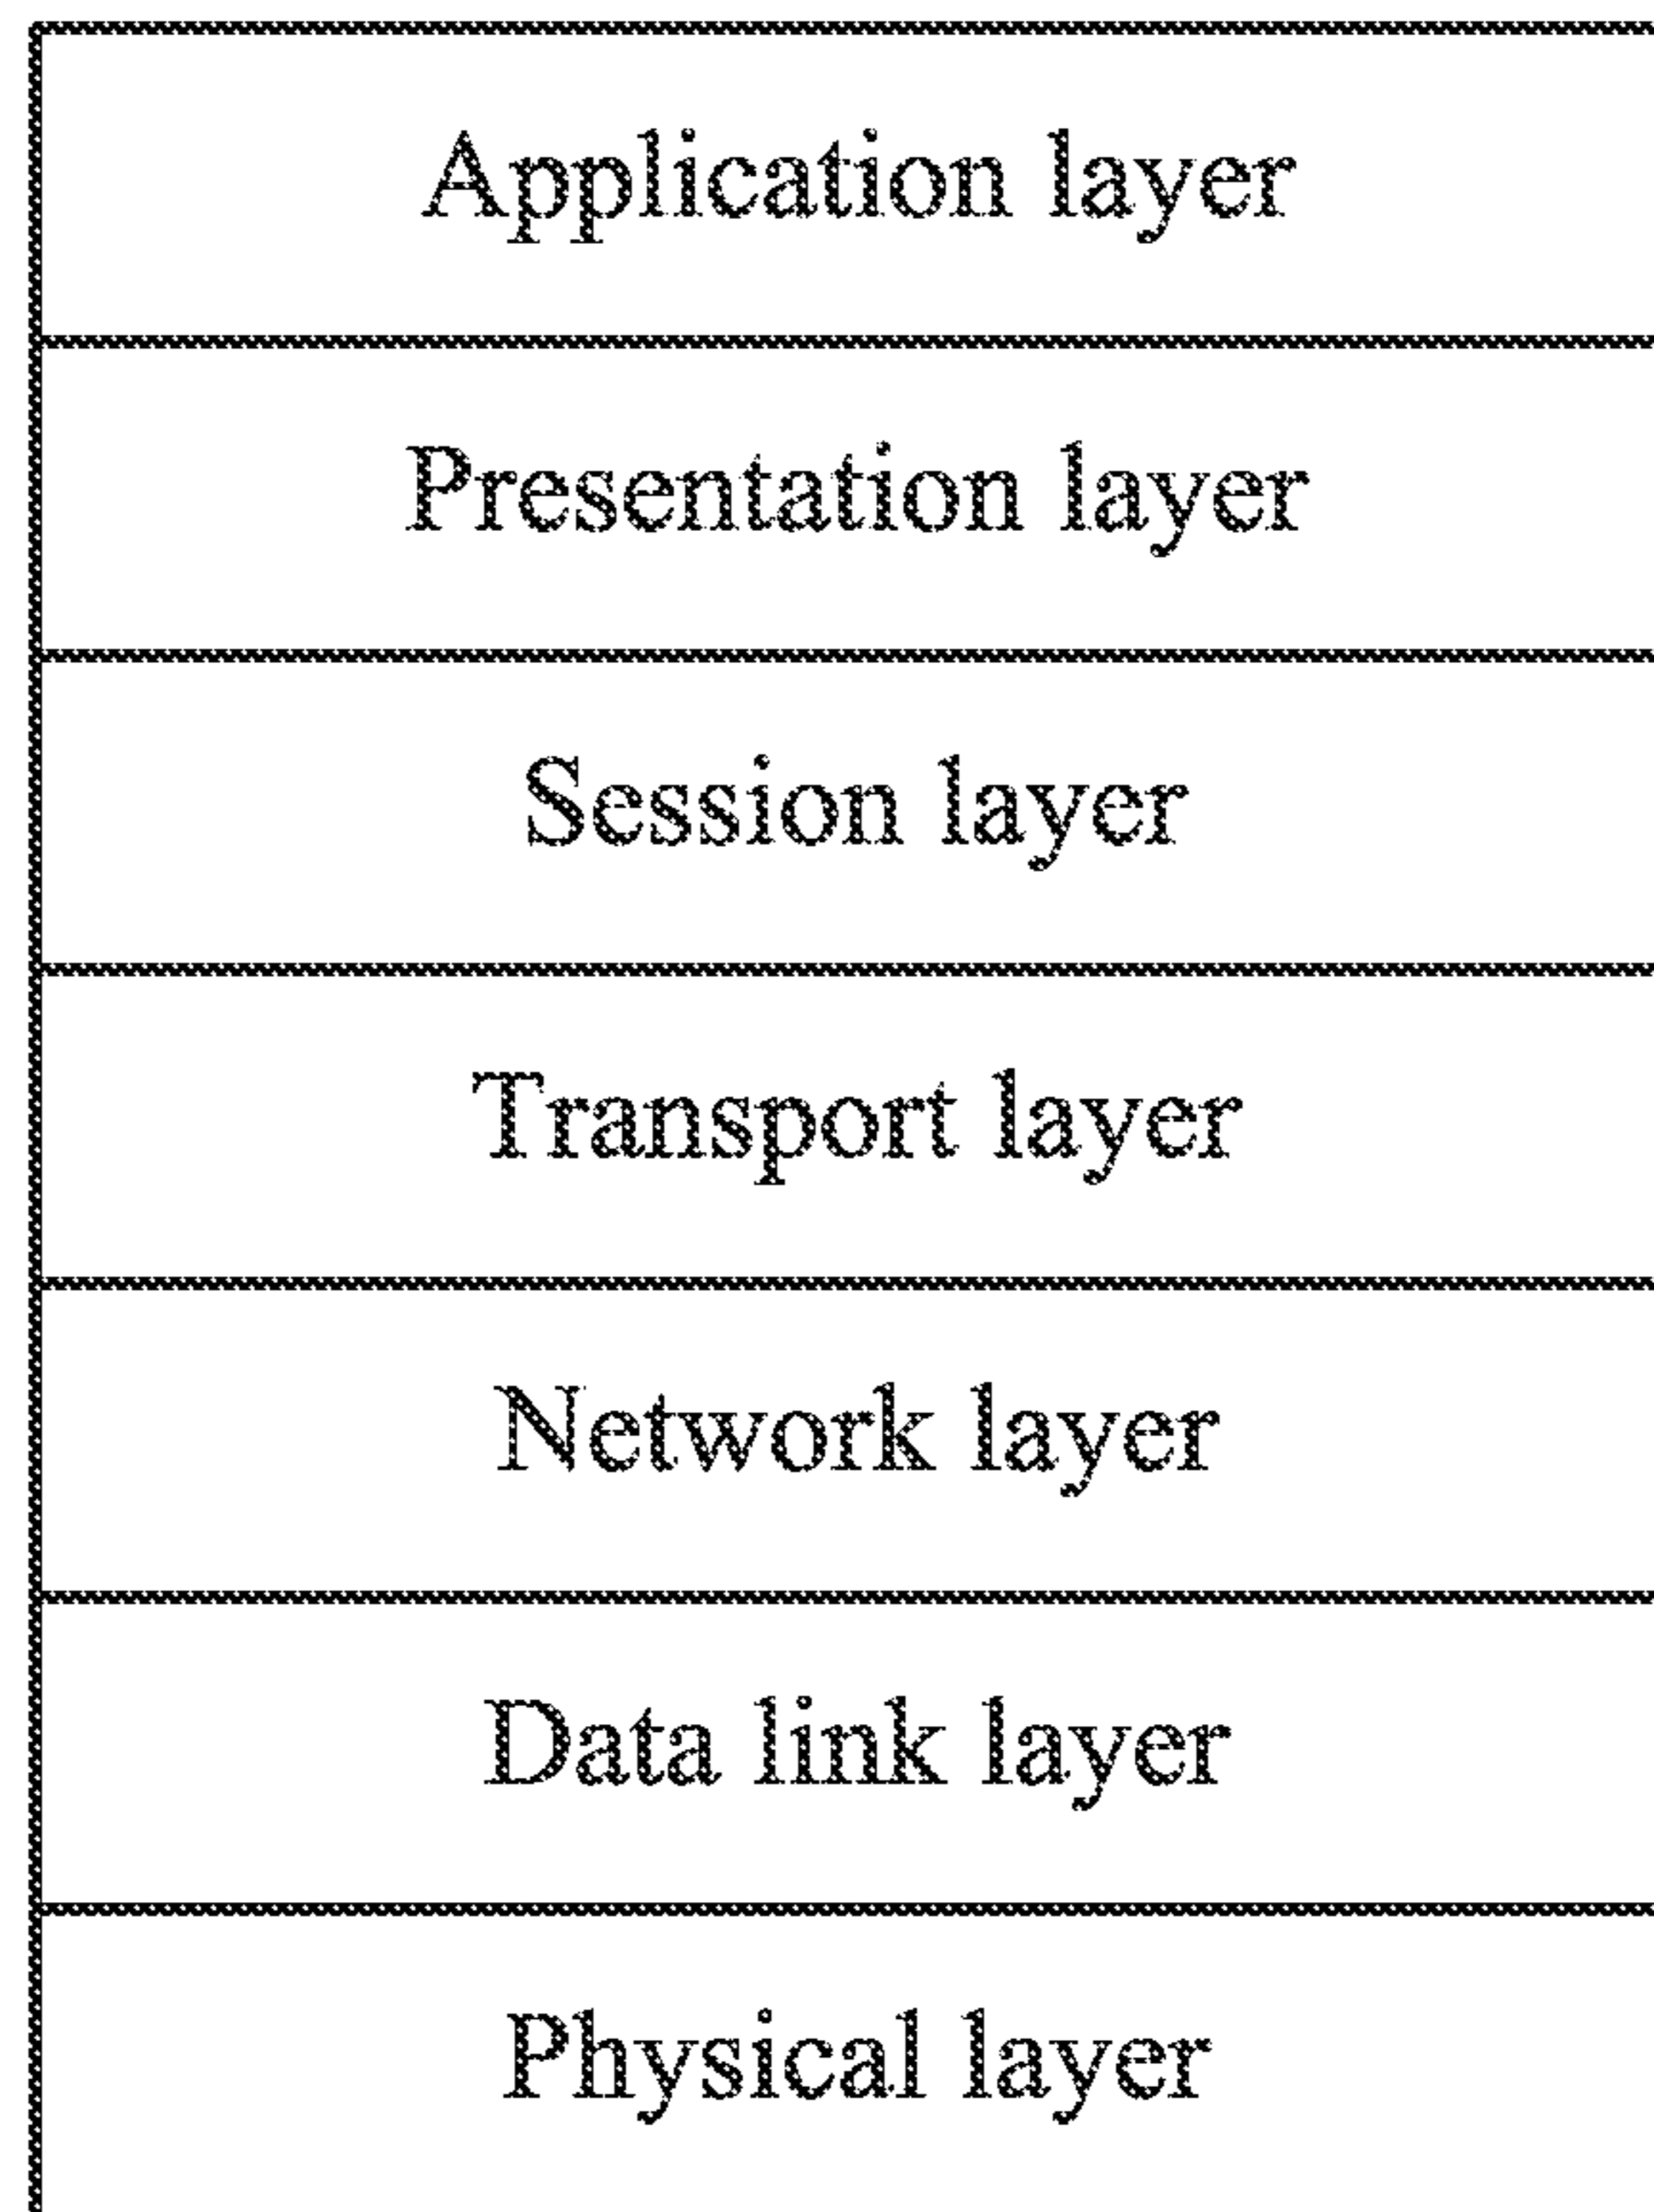 Application layer
Presentation layer
Session layer
Transport layer
Network layer
Data link layer
Physical layer